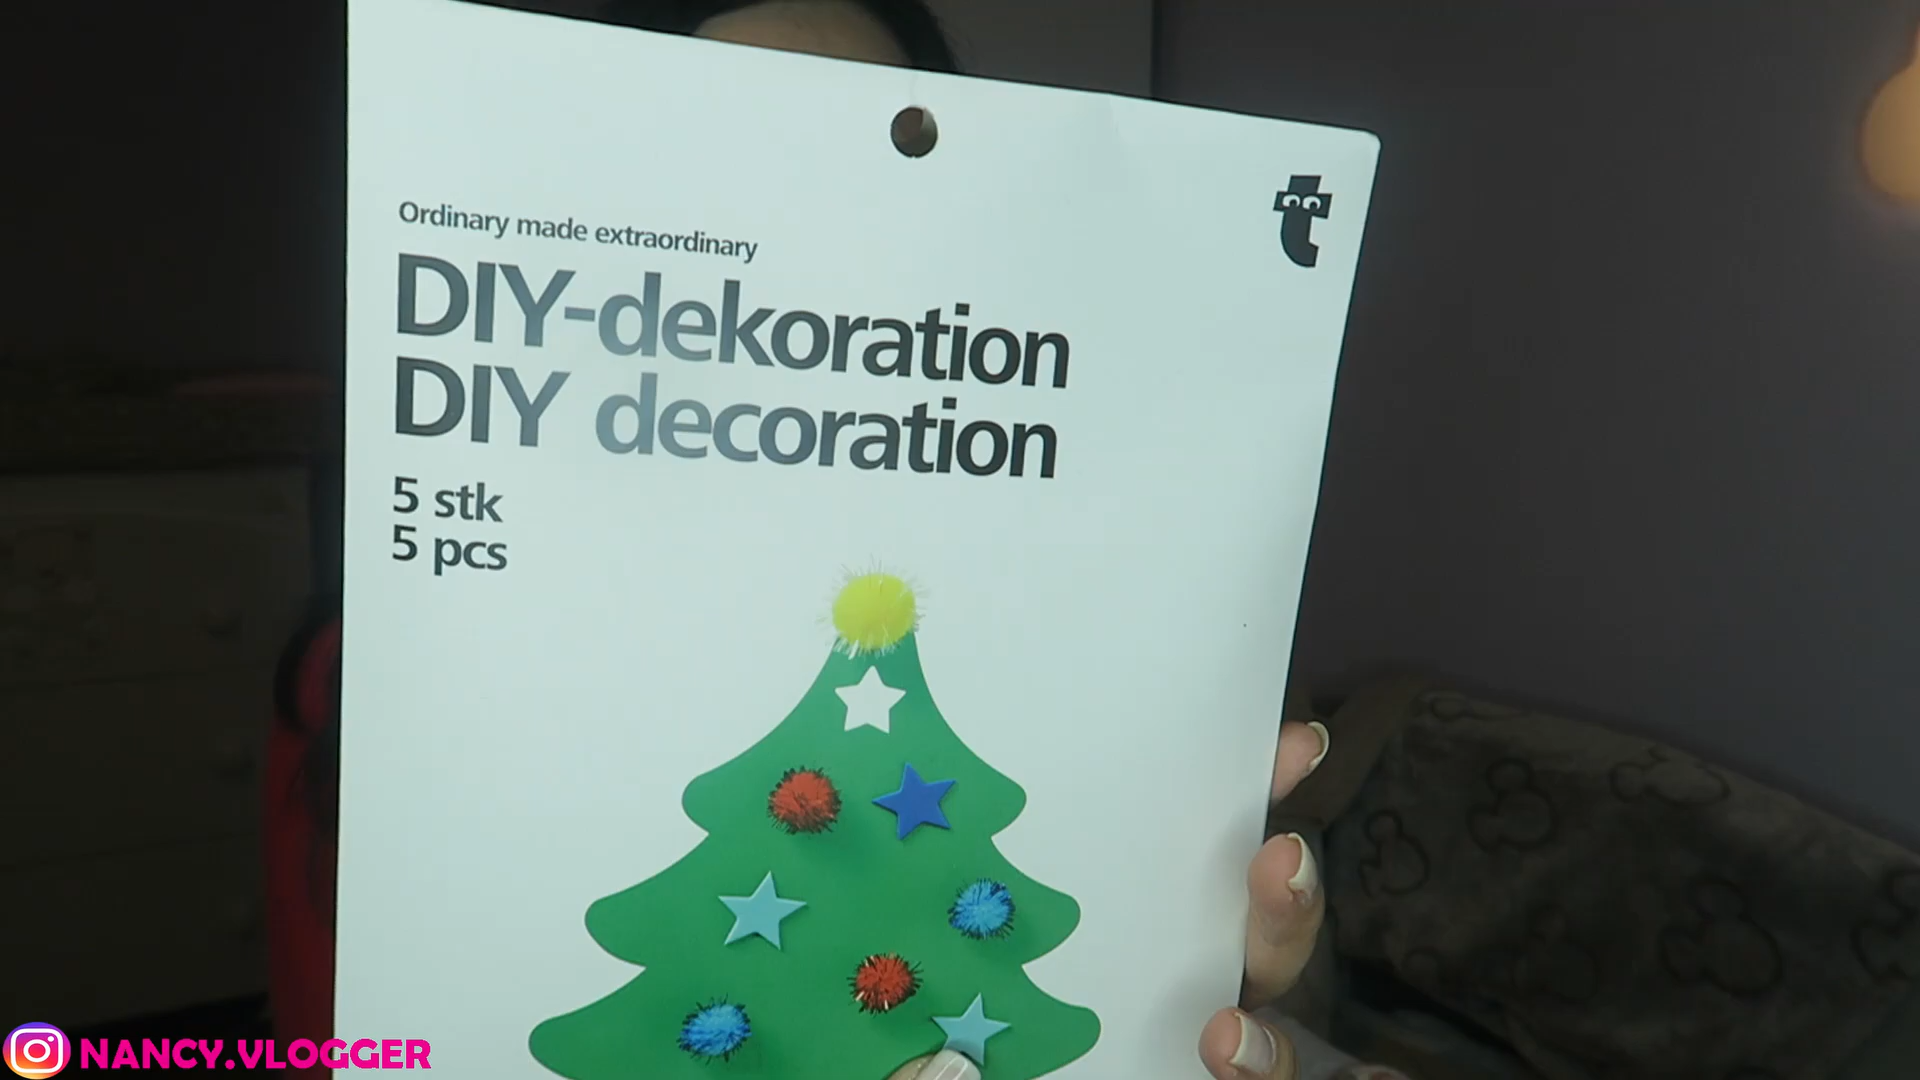 Ordinary made extraordinary
DIY-dekoration
DIY decoration
5 stk
5 pcs
NANCY.VLOGGER